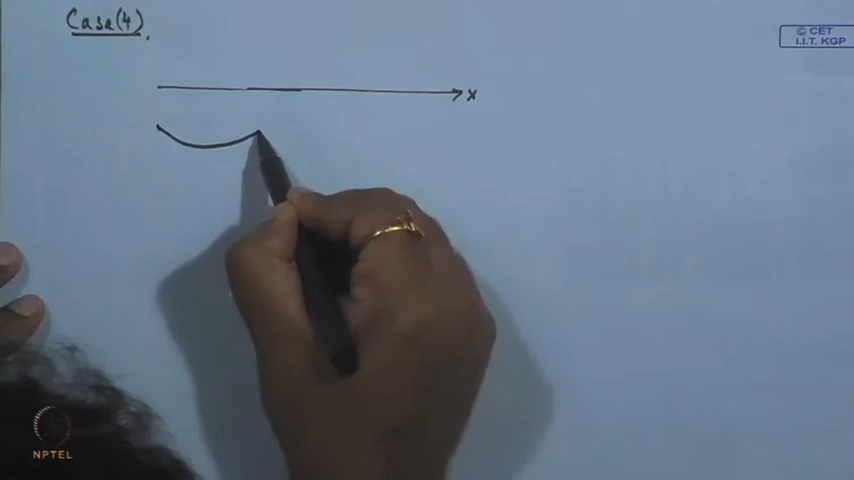 Case(4).
© CET
I.I.T. KGP
x
NPTEL